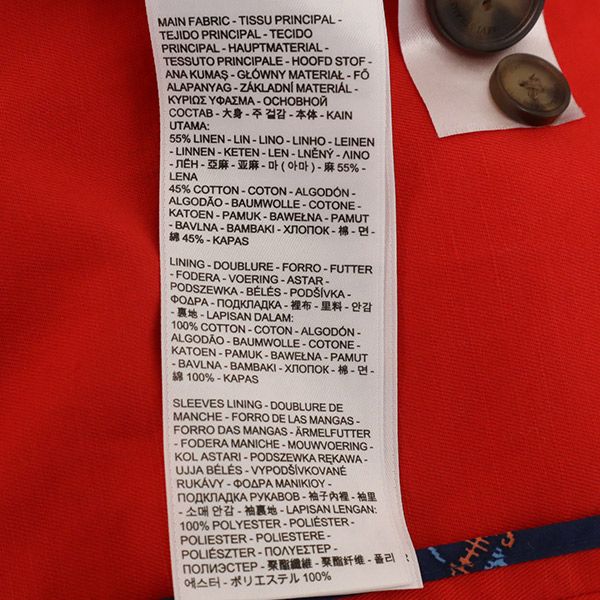 MAIN FABRIC - TISSU PRINCIPAL -
TEJIDO PRINCIPAL - TECIDO
PRINCIPAL - HAUPTMATERIAL -
TESSUTO PRINCIPALE - HOOFD STOF -
ANA KUMAŞ - GŁÓWNY MATERIAŁ - FŐ
ALAPANYAG - ZÁKLADNÍ MATERIÁL -
ΚΥΡΙΩΣ ΥΦΑΣΜΑ - ОСНОВНОЙ
СОСТАВ - 大身 - 주 겉감 - 本体 - KAIN
UTAMA:
55% LINEN - LIN - LINO - LINHO - LEINEN
- LINNEN - KETEN - LEN - LNĚNÝ - ΛΙΝΟ
- ЛЁН - 亞麻 - 亚麻 - 마 ( 아마 ) - 麻 55% -
LENA
45% COTTON - COTON - ALGODÓN -
ALGODÃO - BAUMWOLLE - COTONE -
KATOEN - PAMUK - BAWEŁNA - PAMUT
- BAVLNA - ΒΑΜΒΑΚΙ - ХЛОПОК - 棉 - 면 -
綿 45% - KAPAS
LINING - DOUBLURE - FORRO - FUTTER
- FODERA - VOERING - ASTAR -
PODSZEWKA - BÉLÉS - PODŠÍVKA -
ΦΟΔΡΑ - ПОДКЛАДКА - 裡布 - 里料 - 안감
- 裏地 - LAPISAN DALAM:
100% COTTON - COTON - ALGODÓN -
ALGODÃO - BAUMWOLLE - COTONE -
KATOEN - PAMUK - BAWEŁNA - PAMUT
- BAVLNA - ΒΑΜΒΑΚΙ - ХЛОПОК - 棉 - 면 -
綿 100% - KAPAS
SLEEVES LINING - DOUBLURE DE
MANCHE - FORRO DE LAS MANGAS -
FORRO DAS MANGAS - ÄRMELFUTTER
- FODERA MANICHE - MOUWVOERING -
KOL ASTARI - PODSZEWKA RĘKAWA -
UJJA BÉLÉS - VYPODŠÍVKOVANÉ
RUKÁVY - ΦΟΔΡΑ ΜΑΝΙΚΙΟΥ -
ПОДКЛАДКА РУКАВОВ - 袖子內裡 - 袖里
- 소매 안감 - 袖裏地 - LAPISAN LENGAN:
100% POLYESTER - POLIÉSTER -
POLIÉSTER - POLIESTERE -
POLIÉSZTER - ΠΟΛΥΕΣΤΕΡ -
ПОЛИЭСТЕР - 聚酯纖維 - 聚酯纤维 - 폴리
에스터 - ポリエステル 100%